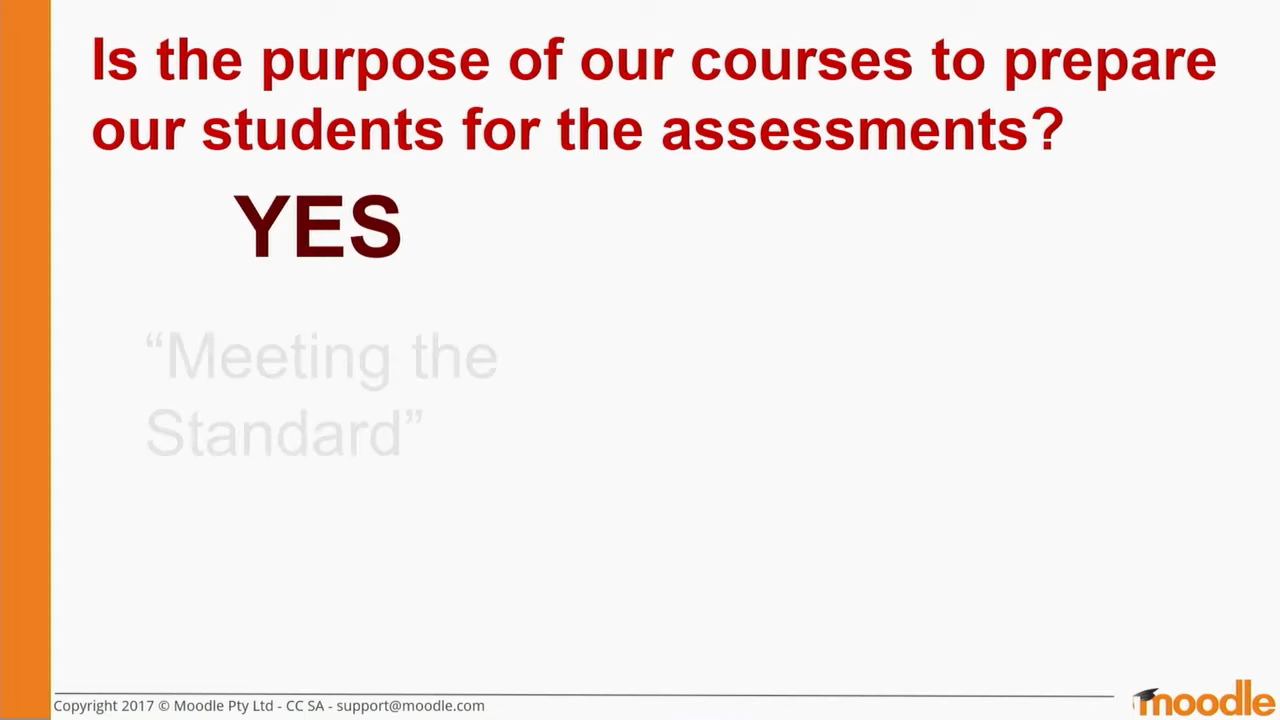 Is the purpose of our courses to prepare
our students for the assessments?
YES
“Meeting the
Standard”
Copyright 2017 © Moodle Pty Ltd - CC SA - support@moodle.com
moodle